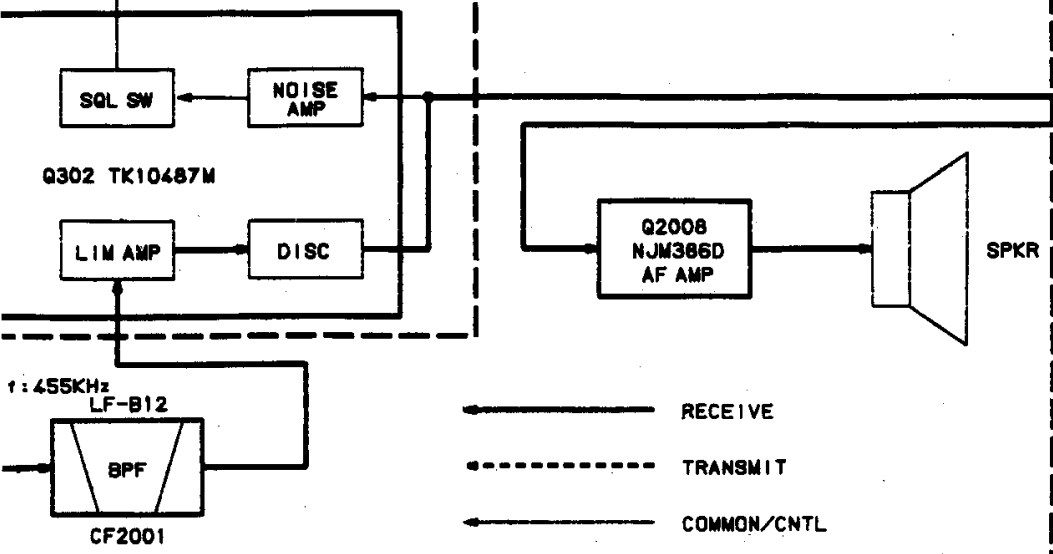 SQL SW
NOISE
AMP
Q302 TK10487M
LIM AMP
DISC
Q2008
NJM386D
AF AMP
SPKR
f:455KHz
LF-B12
BPF
CF2001
RECEIVE
TRANSMIT
COMMON/CNTL